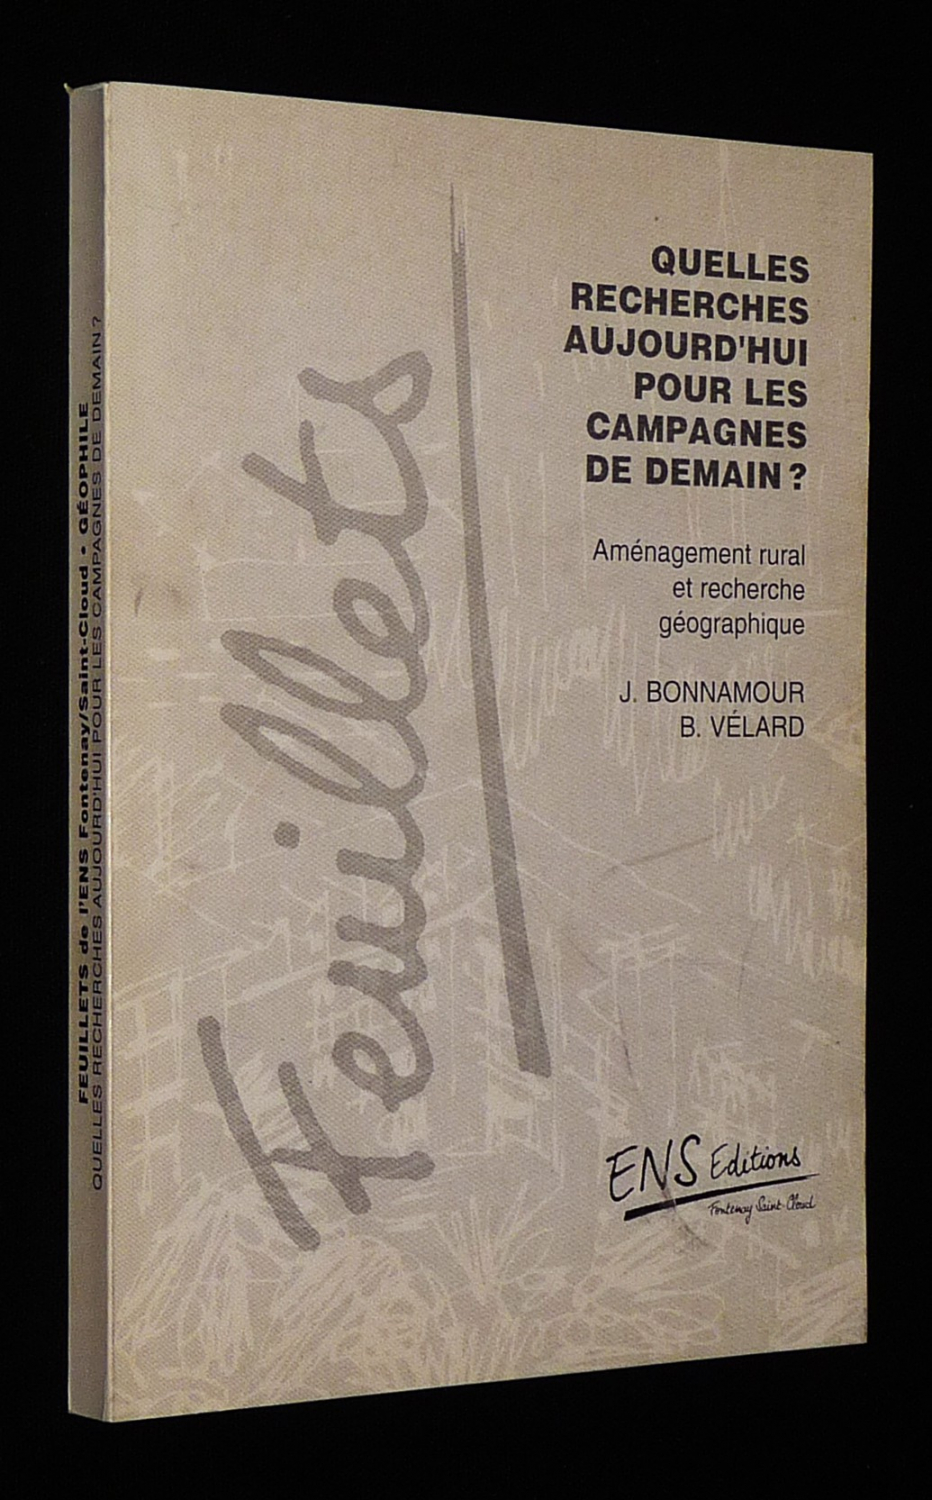 FEUILLETS de l'ENS Fontenay/Saint-Cloud • GÉOPHILE
QUELLES RECHERCHES AUJOURD'HUI POUR LES CAMPAGNES DE DEMAIN ?
Feuillets
QUELLES
RECHERCHES
AUJOURD'HUI
POUR LES
CAMPAGNES
DE DEMAIN ?
Aménagement rural
et recherche
géographique
J. BONNAMOUR
B. VÉLARD
ENS Editions
Fontenay Saint-Cloud